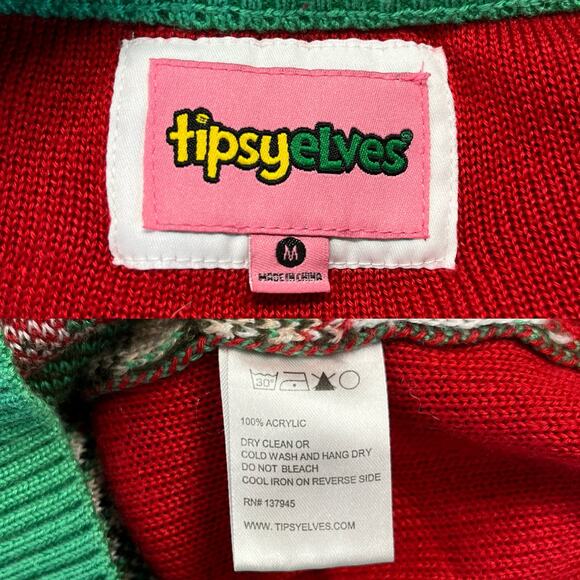 tipsyelves
M
MADE IN CHINA
30°
100% ACRYLIC
DRY CLEAN OR
COLD WASH AND HANG DRY
DO NOT BLEACH
COOL IRON ON REVERSE SIDE
RN# 137945
WWW.TIPSYELVES.COM